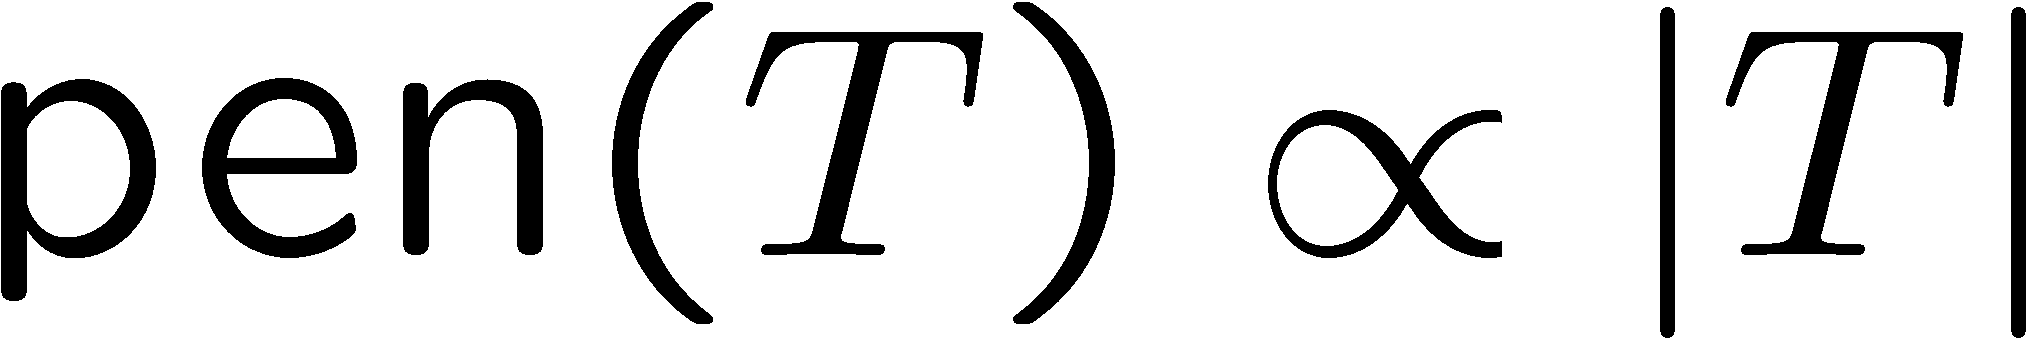 pen(T) ∝ |T|